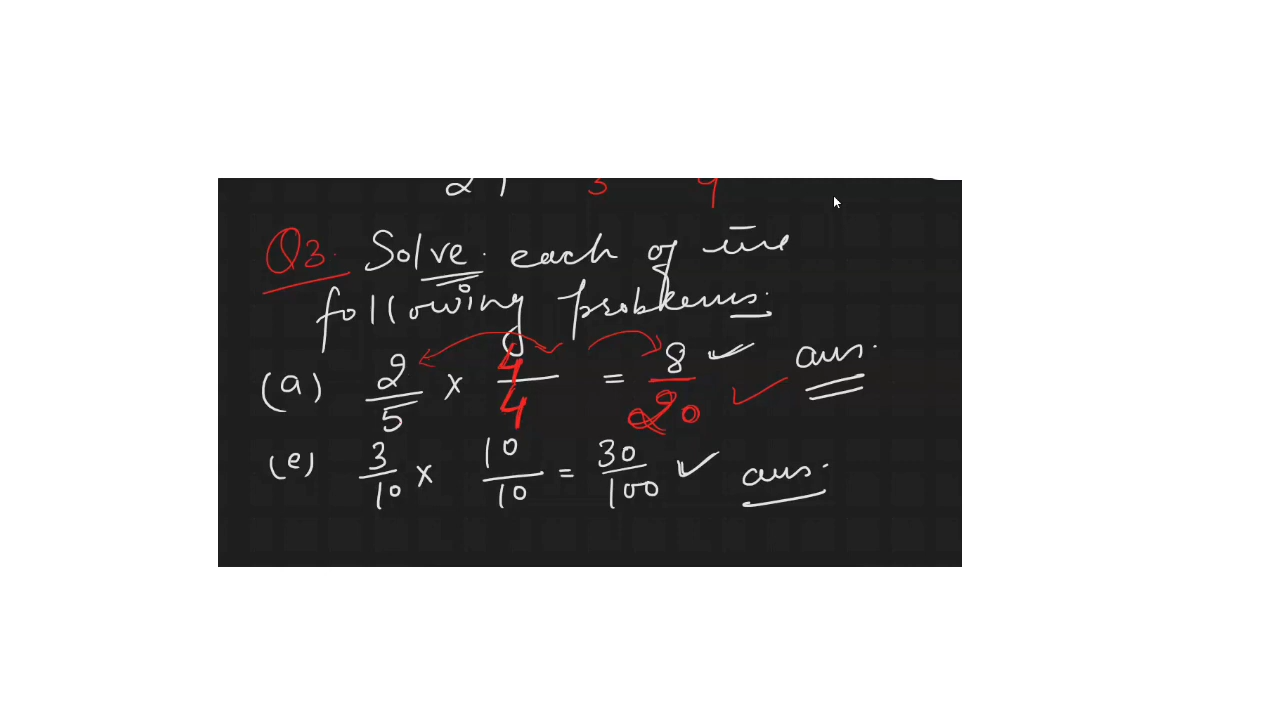 Q3. Solve each of the
following problems.
(a) 2/5 × 4/4 = 8/20 ✓ ans.
(e) 3/10 × 10/10 = 30/100 ✓ ans.